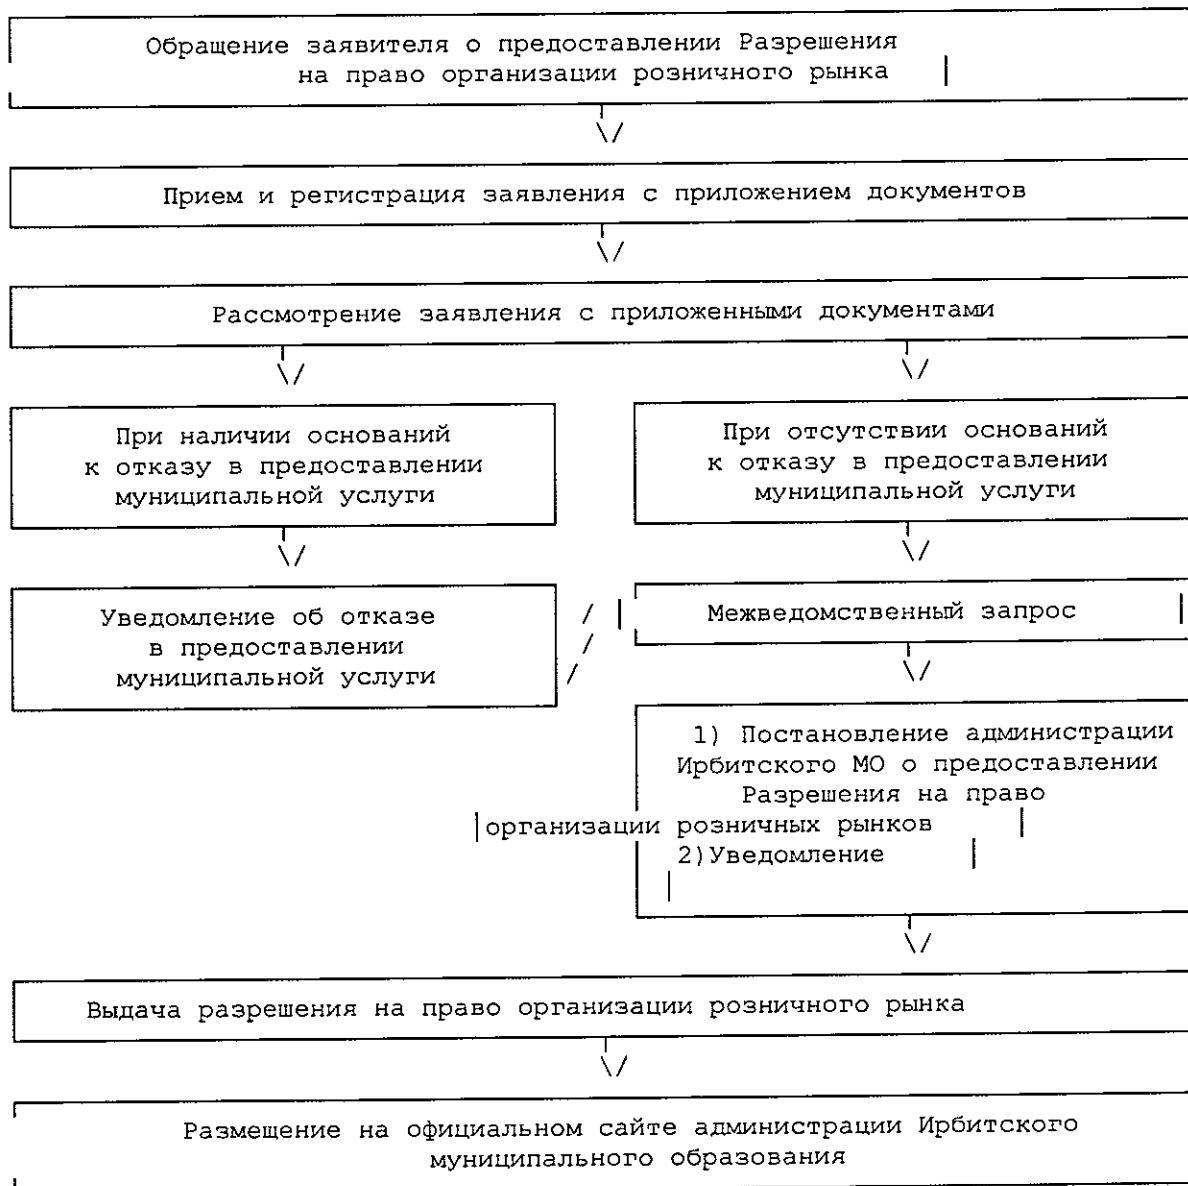 Обращение заявителя о предоставлении Разрешения
на право организации розничного рынка
Прием и регистрация заявления с приложением документов
Рассмотрение заявления с приложенными документами
При наличии оснований
к отказу в предоставлении
муниципальной услуги
При отсутствии оснований
к отказу в предоставлении
муниципальной услуги
Уведомление об отказе
в предоставлении
муниципальной услуги
Межведомственный запрос
1) Постановление администрации
Ирбитского МО о предоставлении
Разрешения на право
организации розничных рынков
2)Уведомление
Выдача разрешения на право организации розничного рынка
Размещение на официальном сайте администрации Ирбитского
муниципального образования